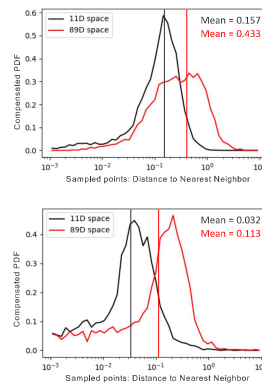 11D space
89D space
Mean = 0.157
Mean = 0.433
Compensated PDF
0.6
0.5
0.4
0.3
0.2
0.1
0.0
10⁻³ 10⁻² 10⁻¹ 10⁰ 10
Sampled points: Distance to Nearest Neighbor
11D space
89D space
Mean = 0.032
Mean = 0.113
Compensated PDF
0.4
0.3
0.2
0.1
0.0
10⁻³ 10⁻² 10⁻¹ 10⁰ 10
Sampled points: Distance to Nearest Neighbor